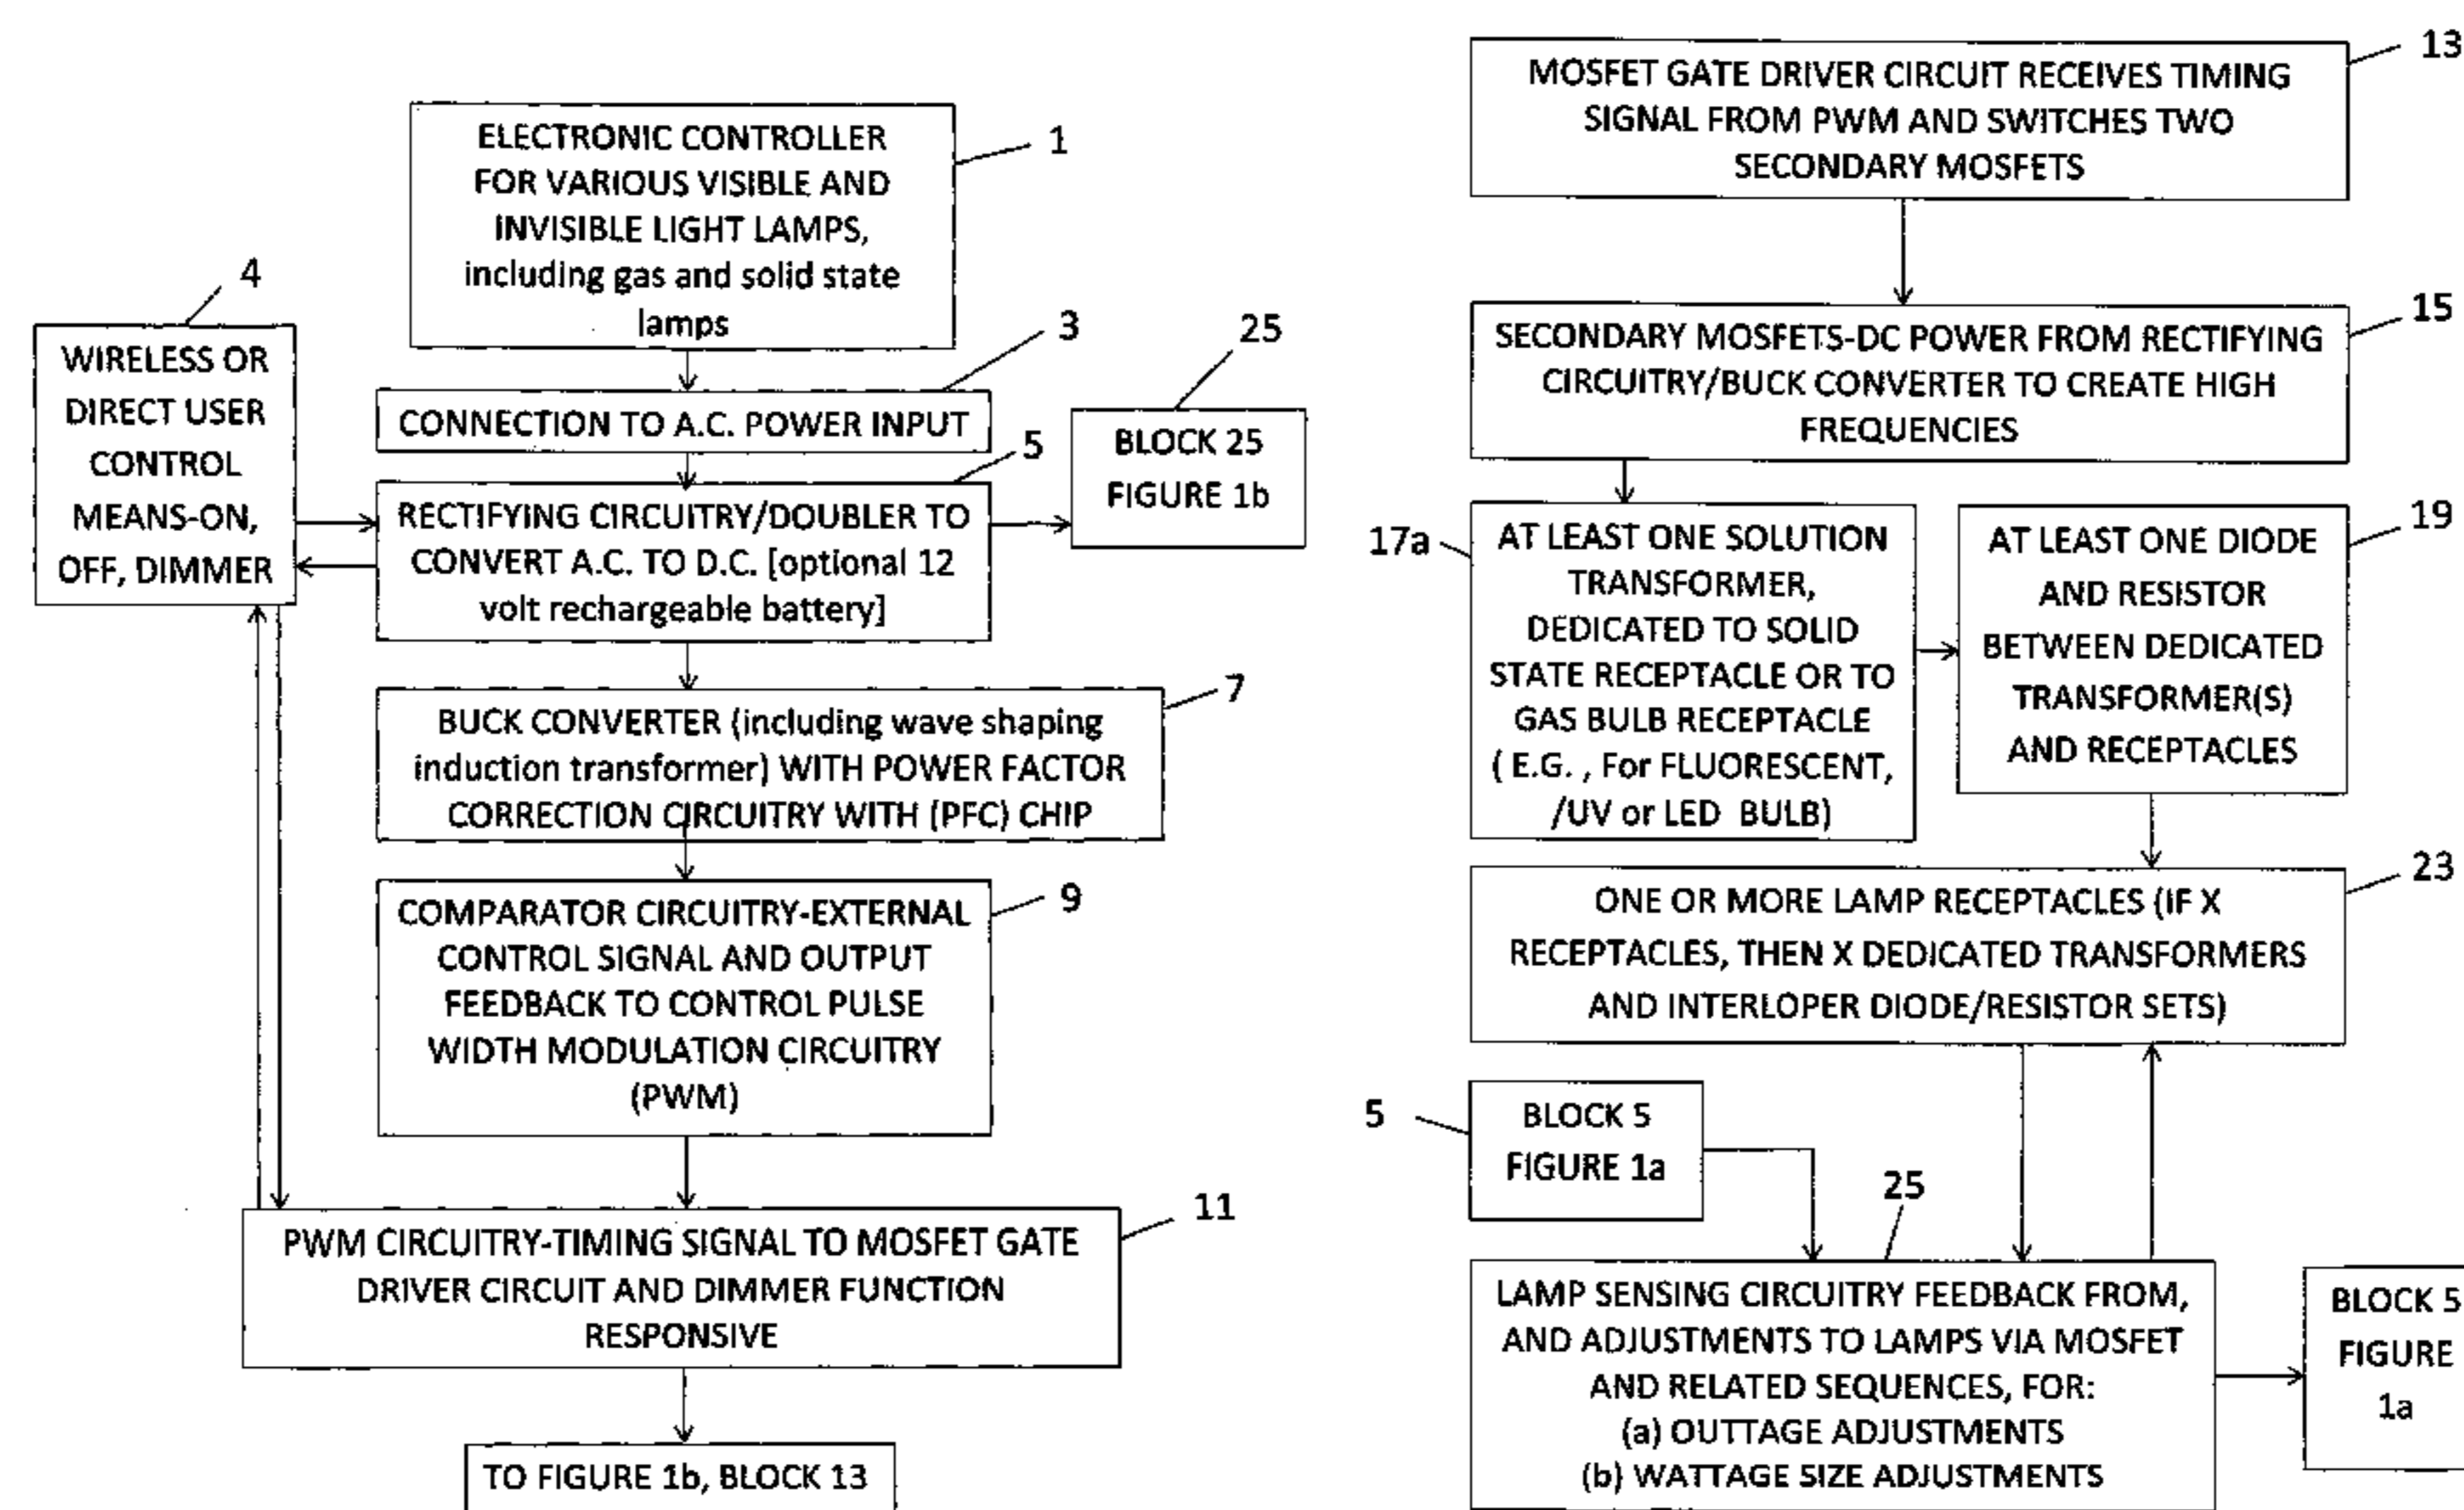 1
ELECTRONIC CONTROLLER
FOR VARIOUS VISIBLE AND
INVISIBLE LIGHT LAMPS,
including gas and solid state
lamps
3
CONNECTION TO A.C. POWER INPUT
4
WIRELESS OR
DIRECT USER
CONTROL
MEANS-ON,
OFF, DIMMER
5
RECTIFYING CIRCUITRY/DOUBLER TO
CONVERT A.C. TO D.C. [optional 12
volt rechargeable battery]
25
BLOCK 25
FIGURE 1b
7
BUCK CONVERTER (including wave shaping
induction transformer) WITH POWER FACTOR
CORRECTION CIRCUITRY WITH (PFC) CHIP
9
COMPARATOR CIRCUITRY-EXTERNAL
CONTROL SIGNAL AND OUTPUT
FEEDBACK TO CONTROL PULSE
WIDTH MODULATION CIRCUITRY
(PWM)
11
PWM CIRCUITRY-TIMING SIGNAL TO MOSFET GATE
DRIVER CIRCUIT AND DIMMER FUNCTION
RESPONSIVE
TO FIGURE 1b, BLOCK 13
13
MOSFET GATE DRIVER CIRCUIT RECEIVES TIMING
SIGNAL FROM PWM AND SWITCHES TWO
SECONDARY MOSFETS
15
SECONDARY MOSFETS-DC POWER FROM RECTIFYING
CIRCUITRY/BUCK CONVERTER TO CREATE HIGH
FREQUENCIES
17a
AT LEAST ONE SOLUTION
TRANSFORMER,
DEDICATED TO SOLID
STATE RECEPTACLE OR TO
GAS BULB RECEPTACLE
( E.G. , For FLUORESCENT,
/UV or LED BULB)
19
AT LEAST ONE DIODE
AND RESISTOR
BETWEEN DEDICATED
TRANSFORMER(S)
AND RECEPTACLES
23
ONE OR MORE LAMP RECEPTACLES (IF X
RECEPTACLES, THEN X DEDICATED TRANSFORMERS
AND INTERLOPER DIODE/RESISTOR SETS)
5
BLOCK 5
FIGURE 1a
25
LAMP SENSING CIRCUITRY FEEDBACK FROM,
AND ADJUSTMENTS TO LAMPS VIA MOSFET
AND RELATED SEQUENCES, FOR:
(a) OUTTAGE ADJUSTMENTS
(b) WATTAGE SIZE ADJUSTMENTS
BLOCK 5
FIGURE
1a